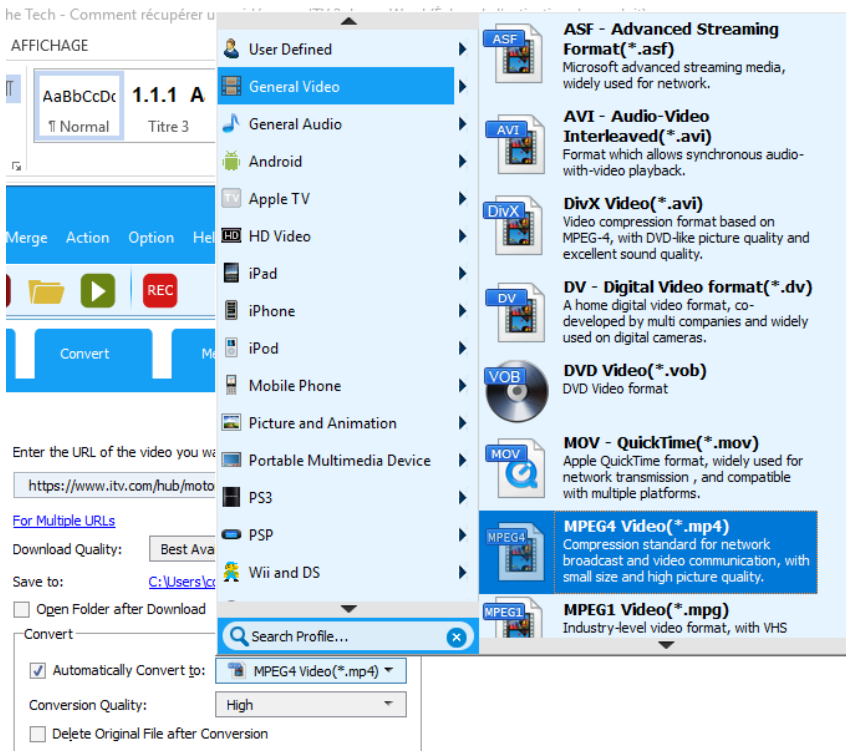 he Tech - Comment récupérer u
AFFICHAGE
AaBbCcDc
1.1.1 A
¶ Normal
Titre 3
Merge Action Option Hel
REC
Convert
Me
Enter the URL of the video you wa
https://www.itv.com/hub/moto
For Multiple URLs
Download Quality:
Best Ava
Save to:
C:\Users\co
Open Folder after Download
Convert
Automatically Convert to:
MPEG4 Video(*.mp4)
Conversion Quality:
High
Delete Original File after Conversion
User Defined
General Video
General Audio
Android
tv
Apple TV
HD
HD Video
iPad
iPhone
iPod
Mobile Phone
Picture and Animation
Portable Multimedia Device
PS3
PSP
Wii and DS
Search Profile...
ASF
ASF - Advanced Streaming
Format(*.asf)
Microsoft advanced streaming media,
widely used for network.
AVI
AVI - Audio-Video
Interleaved(*.avi)
Format which allows synchronous audio-
with-video playback.
DivX
DivX Video(*.avi)
Video compression format based on
MPEG-4, with DVD-like picture quality and
excellent sound quality.
DV
DV - Digital Video format(*.dv)
A home digital video format, co-
developed by multi companies and widely
used on digital cameras.
VOB
DVD Video(*.vob)
DVD Video format
MOV
MOV - QuickTime(*.mov)
Apple QuickTime format, widely used for
network transmission , and compatible
with multiple platforms.
MPEG4
MPEG4 Video(*.mp4)
Compression standard for network
broadcast and video communication, with
small size and high picture quality.
MPEG1
MPEG1 Video(*.mpg)
Industry-level video format, with VHS